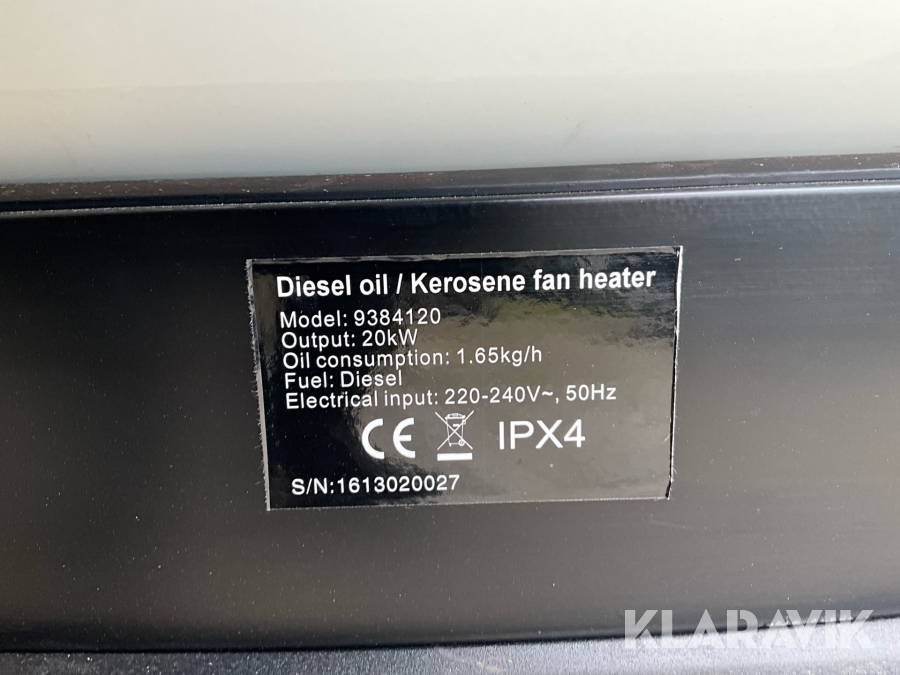 Diesel oil / Kerosene fan heater
Model: 9384120
Output: 20kW
Oil consumption: 1.65kg/h
Fuel: Diesel
Electrical input: 220-240V~, 50Hz
CE IPX4
S/N:1613020027
KLARAVIK